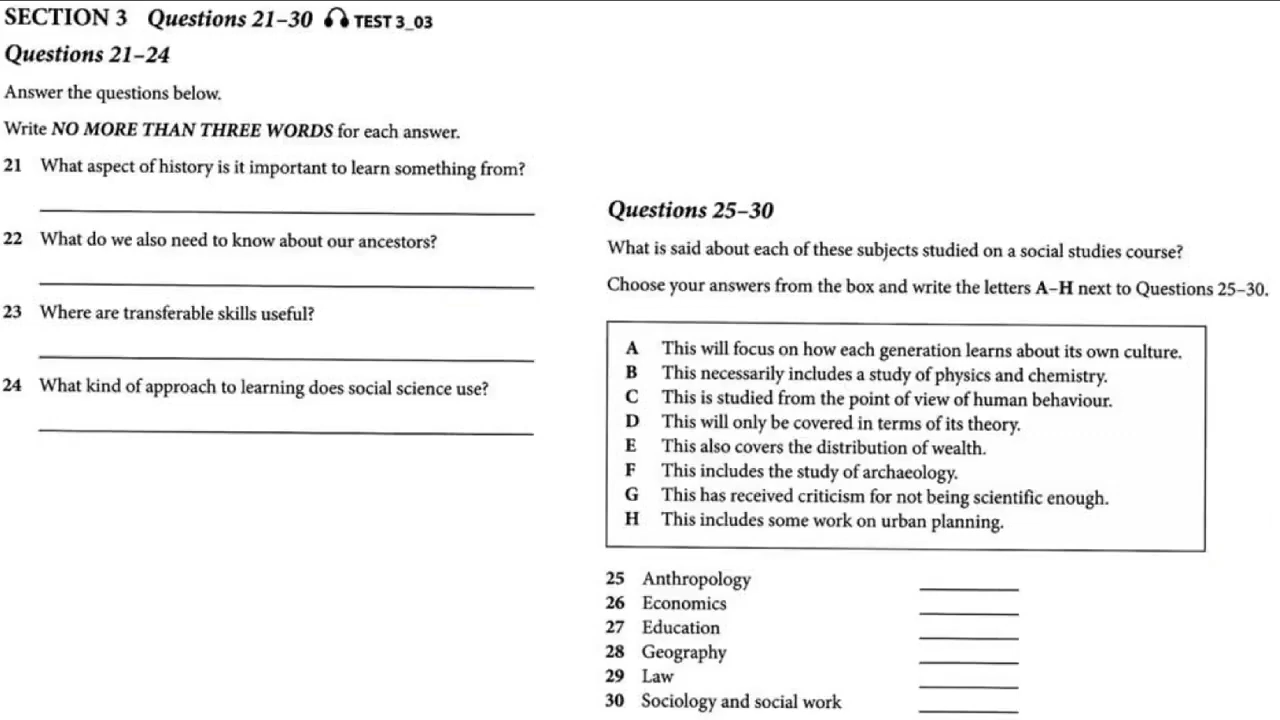 SECTION 3 Questions 21–30 TEST 3_03
Questions 21–24
Answer the questions below.
Write NO MORE THAN THREE WORDS for each answer.
21 What aspect of history is it important to learn something from?
22 What do we also need to know about our ancestors?
23 Where are transferable skills useful?
24 What kind of approach to learning does social science use?
Questions 25–30
What is said about each of these subjects studied on a social studies course?
Choose your answers from the box and write the letters A–H next to Questions 25–30.
A This will focus on how each generation learns about its own culture.
B This necessarily includes a study of physics and chemistry.
C This is studied from the point of view of human behaviour.
D This will only be covered in terms of its theory.
E This also covers the distribution of wealth.
F This includes the study of archaeology.
G This has received criticism for not being scientific enough.
H This includes some work on urban planning.
25 Anthropology
26 Economics
27 Education
28 Geography
29 Law
30 Sociology and social work